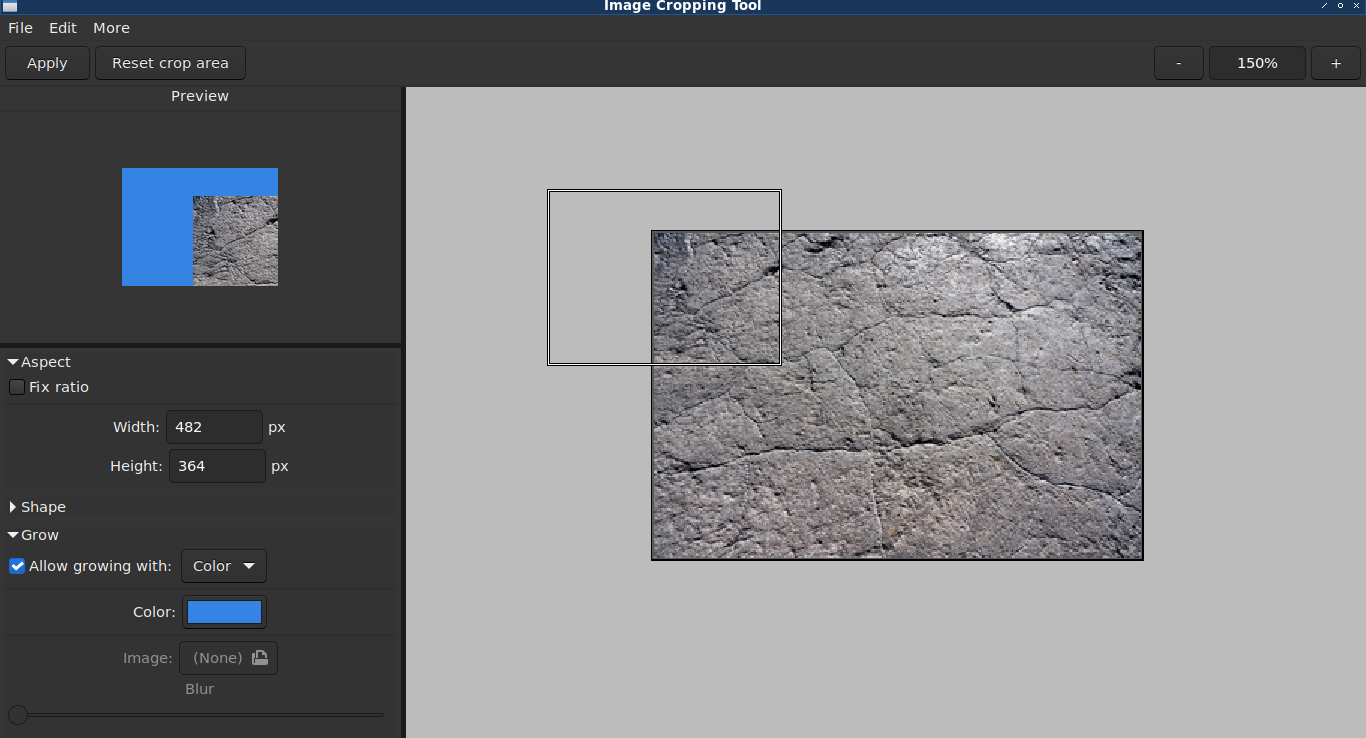 Image Cropping Tool
File Edit More
Apply Reset crop area - 150% +
Preview
Aspect
Fix ratio
Width: 482 px
Height: 364 px
Shape
Grow
Allow growing with: Color
Color:
Image: (None)
Blur